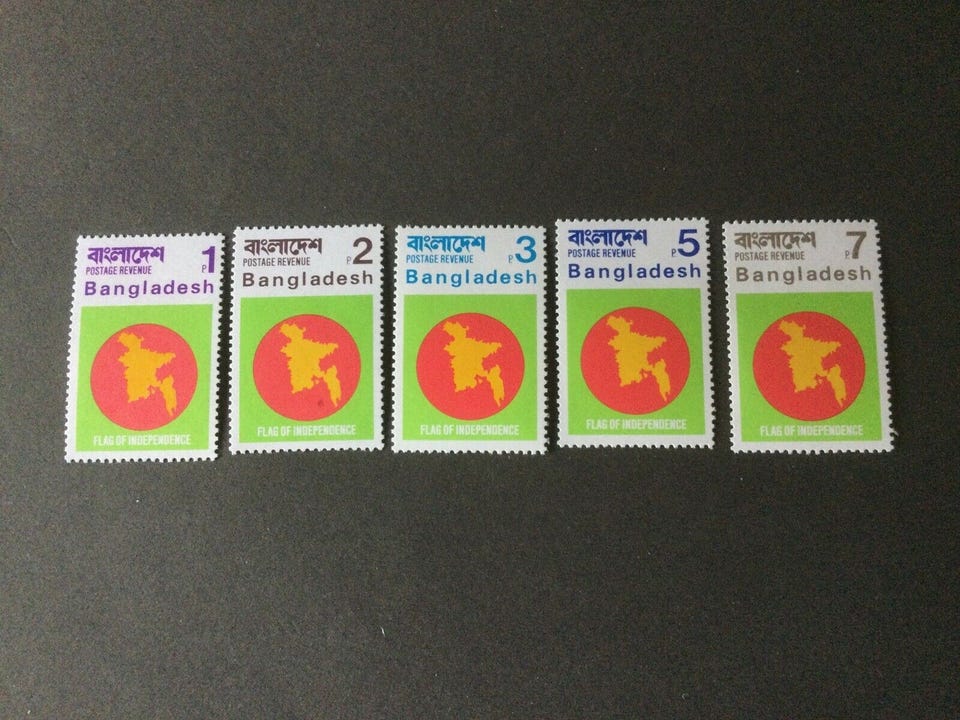 বাংলাদেশ 1
POSTAGE REVENUE P
Bangladesh
FLAG OF INDEPENDENCE
বাংলাদেশ 2
POSTAGE REVENUE P
Bangladesh
FLAG OF INDEPENDENCE
বাংলাদেশ 3
POSTAGE REVENUE P
Bangladesh
FLAG OF INDEPENDENCE
বাংলাদেশ 5
POSTAGE REVENUE P
Bangladesh
FLAG OF INDEPENDENCE
বাংলাদেশ 7
POSTAGE REVENUE P
Bangladesh
FLAG OF INDEPENDENCE